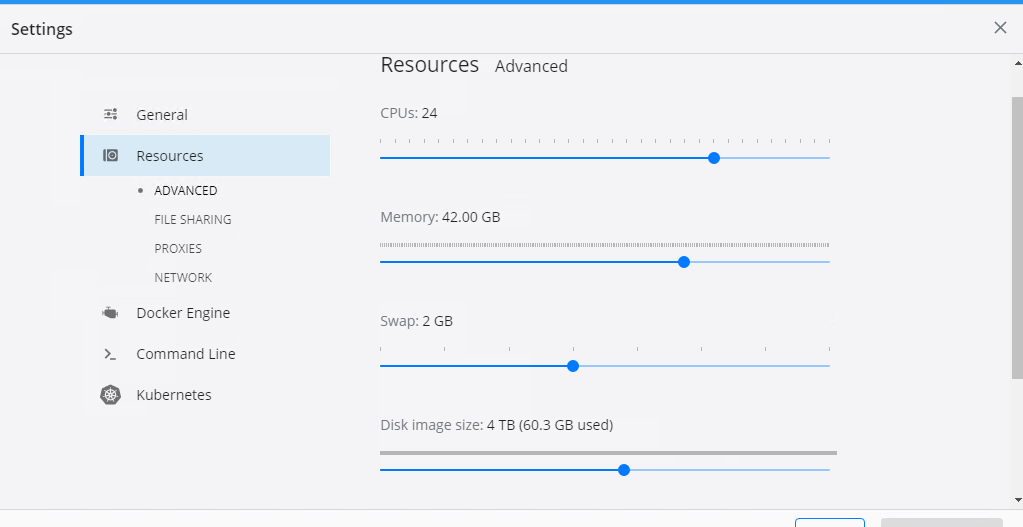 Settings
Resources Advanced
General
Resources
ADVANCED
FILE SHARING
PROXIES
NETWORK
Docker Engine
Command Line
Kubernetes
CPUs: 24
Memory: 42.00 GB
Swap: 2 GB
Disk image size: 4 TB (60.3 GB used)